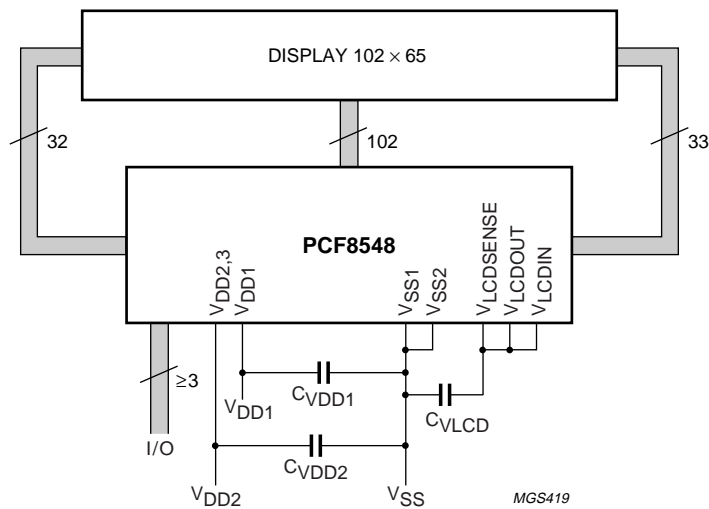 DISPLAY 102 × 65
32
102
33
PCF8548
VDD2,3
VDD1
VSS1
VSS2
VLCDSENSE
VLCDOUT
VLCDIN
≥3
I/O
VDD1
CVDD1
CVLCD
CVDD2
VDD2
VSS
MGS419